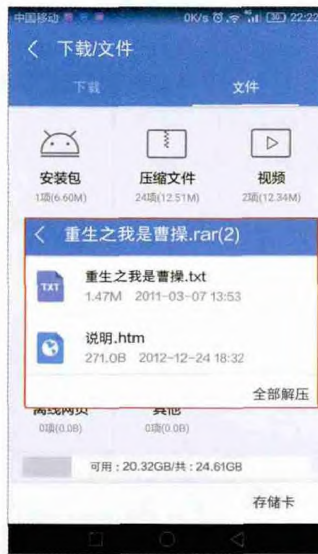 中国移动 0K/s 4G 30 22:22
下载/文件
下载 文件
安装包 压缩文件 视频
1项(6.60M) 24项(12.51M) 2项(12.34M)
重生之我是曹操.rar(2)
TXT 重生之我是曹操.txt
1.47M 2011-03-07 13:53
说明.htm
271.0B 2012-12-24 18:32
全部解压
离线网页 其他
0项(0.0B) 0项(0.0B)
可用：20.32GB/共：24.61GB
存储卡